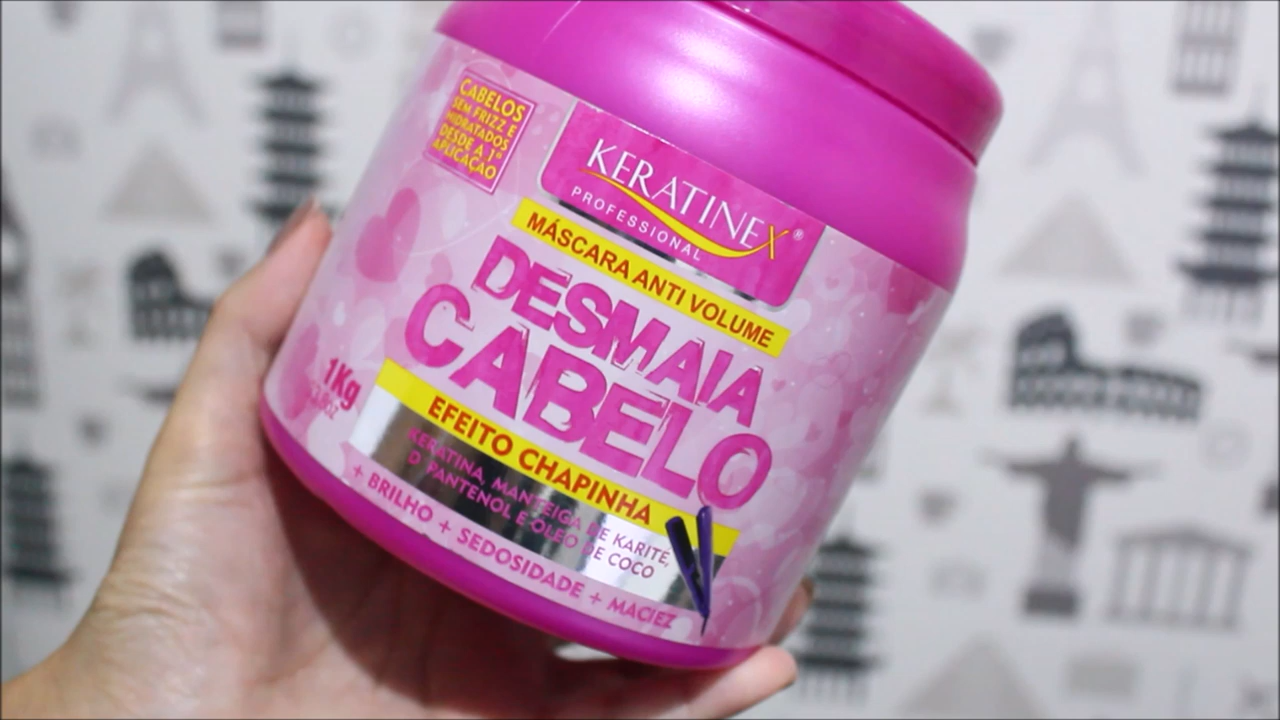 CABELOS
SEM FRIZZ E
HIDRATADOS
DESDE A 1ª
APLICAÇÃO
KERATINEX®
PROFESSIONAL
MÁSCARA ANTI VOLUME
DESMAIA
CABELO
EFEITO CHAPINHA
1Kg
KERATINA, MANTEIGA DE KARITÉ,
D'PANTENOL E ÓLEO DE COCO
+ BRILHO + SEDOSIDADE + MACIEZ